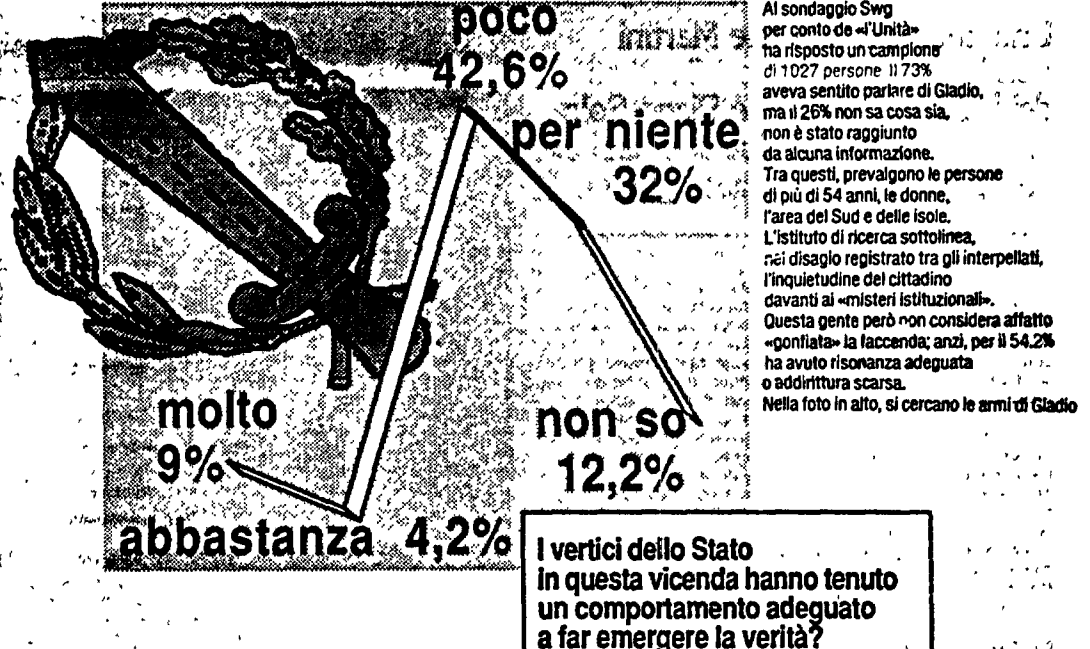 poco
42,6%
per niente
32%
molto
9%
abbastanza 4,2%
non so
12,2%
I vertici dello Stato
in questa vicenda hanno tenuto
un comportamento adeguato
a far emergere la verità?
Al sondaggio Swg
per conto de «l'Unità»
ha risposto un campione
di 1027 persone Il 73%
aveva sentito parlare di Gladio,
ma il 26% non sa cosa sia,
non è stato raggiunto
da alcuna informazione.
Tra questi, prevalgono le persone
di più di 54 anni, le donne,
l'area del Sud e delle isole.
L'istituto di ricerca sottolinea,
nel disagio registrato tra gli interpellati,
l'inquietudine del cittadino
davanti ai «misteri istituzionali».
Questa gente però non considera affatto
«gonfiata» la faccenda; anzi, per il 54.2%
ha avuto risonanza adeguata
o addirittura scarsa.
Nella foto in alto, si cercano le armi di Gladio